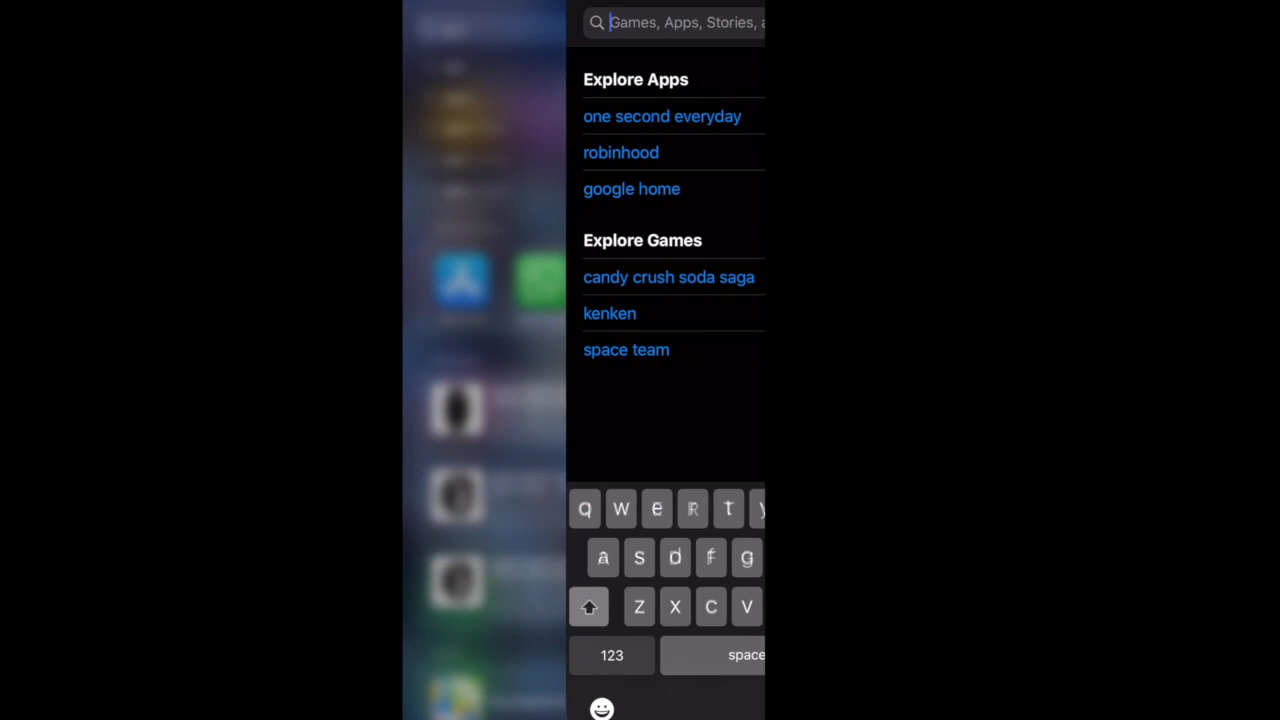 Games, Apps, Stories, a
Explore Apps
one second everyday
robinhood
google home
Explore Games
candy crush soda saga
kenken
space team
q w e r t y
a s d f g
z x c v
123 space